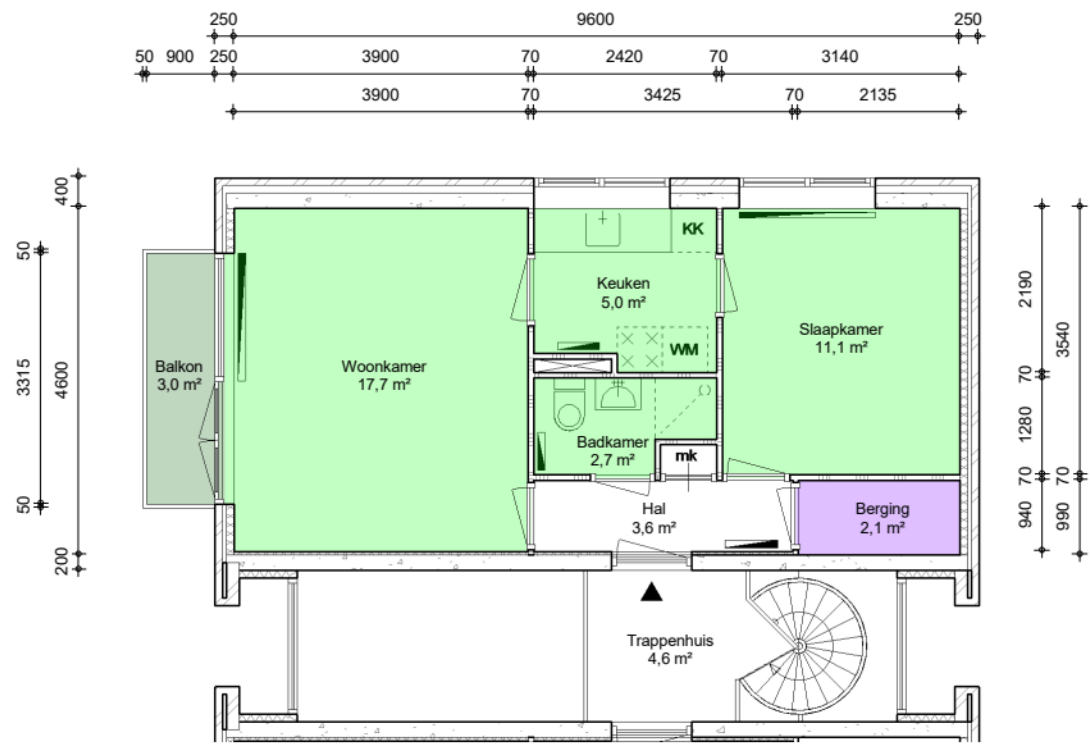 250 9600 250
50 900 250 3900 70 2420 70 3140
3900 70 3425 70 2135
400
50
3315
50
4600
200
2190
70
1280
70
940
3540
70
990
KK
Keuken
5,0 m²
Slaapkamer
11,1 m²
WM
Balkon
3,0 m²
Woonkamer
17,7 m²
Badkamer
2,7 m²
mk
Hal
3,6 m²
Berging
2,1 m²
Trappenhuis
4,6 m²